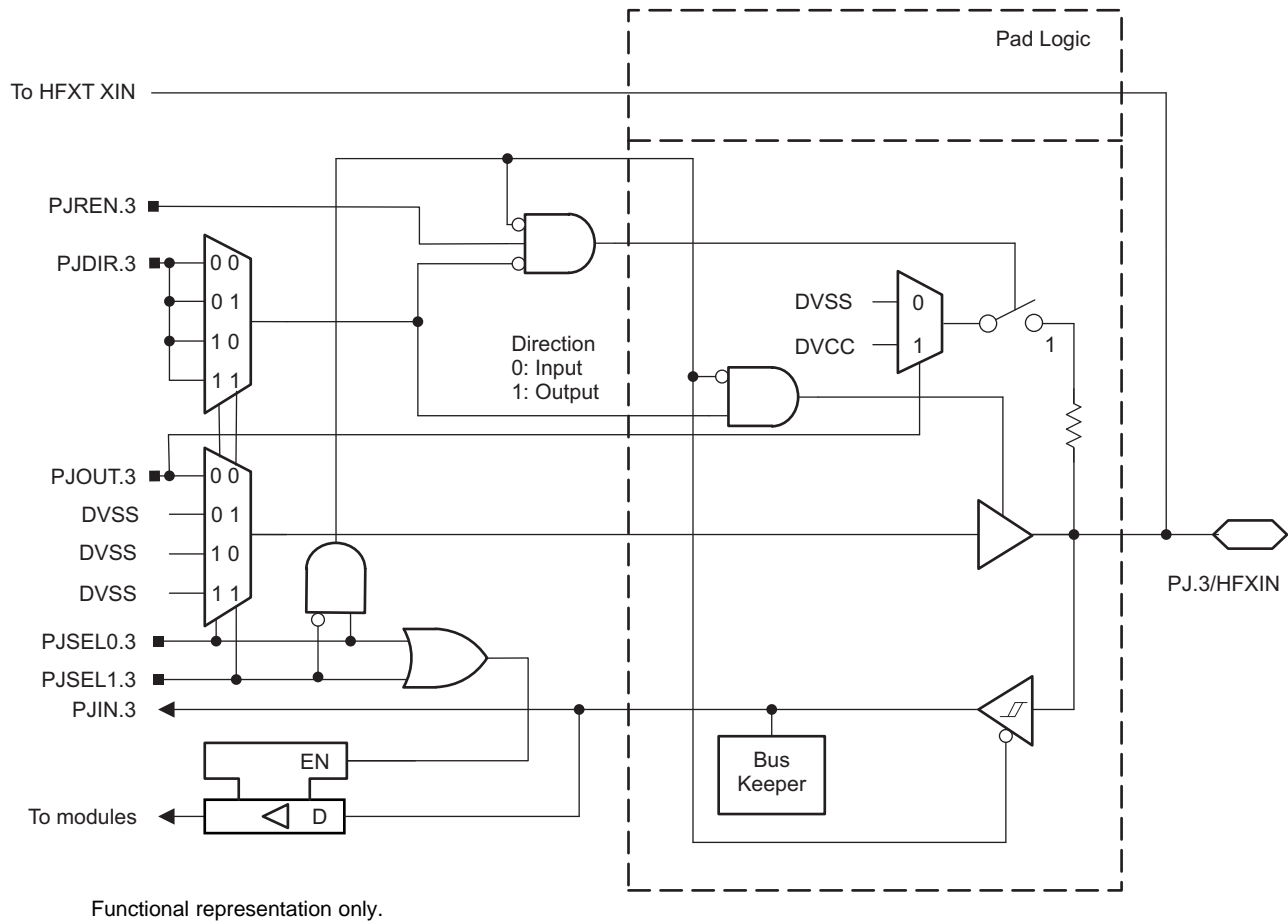 Pad Logic
To HFXT XIN
PJREN.3
PJDIR.3
0 0
0 1
1 0
1 1
Direction
0: Input
1: Output
DVSS
0
DVCC
1
1
PJOUT.3
0 0
DVSS
0 1
DVSS
1 0
DVSS
1 1
PJ.3/HFXIN
PJSEL0.3
PJSEL1.3
PJIN.3
EN
Bus
Keeper
To modules
D
Functional representation only.